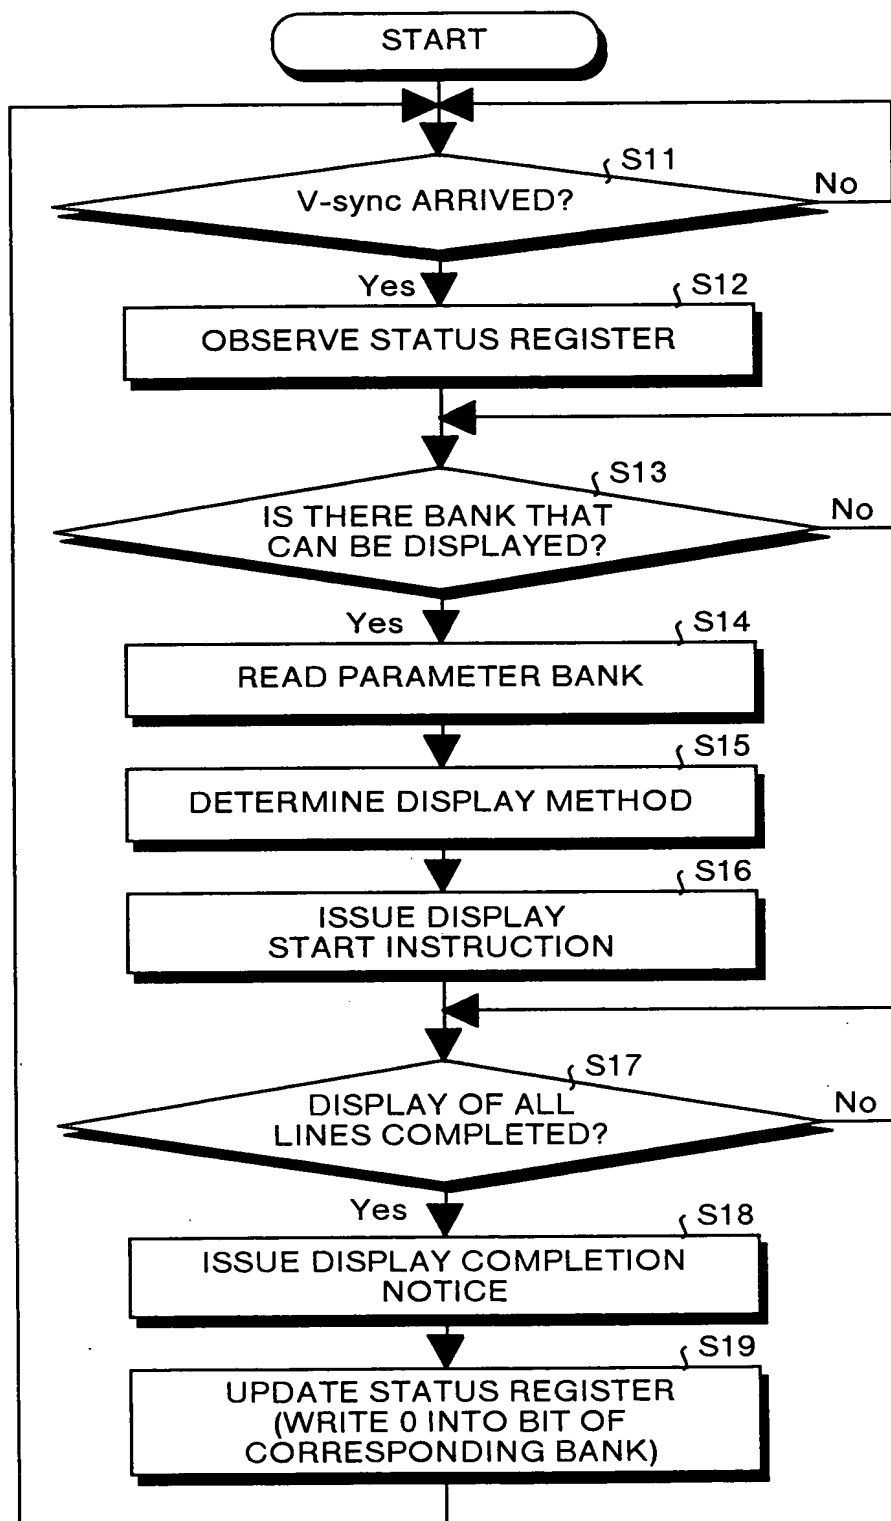 START
S11
V-sync ARRIVED?
No
Yes
S12
OBSERVE STATUS REGISTER
S13
IS THERE BANK THAT
CAN BE DISPLAYED?
No
Yes
S14
READ PARAMETER BANK
S15
DETERMINE DISPLAY METHOD
S16
ISSUE DISPLAY
START INSTRUCTION
S17
DISPLAY OF ALL
LINES COMPLETED?
No
Yes
S18
ISSUE DISPLAY COMPLETION
NOTICE
S19
UPDATE STATUS REGISTER
(WRITE 0 INTO BIT OF
CORRESPONDING BANK)